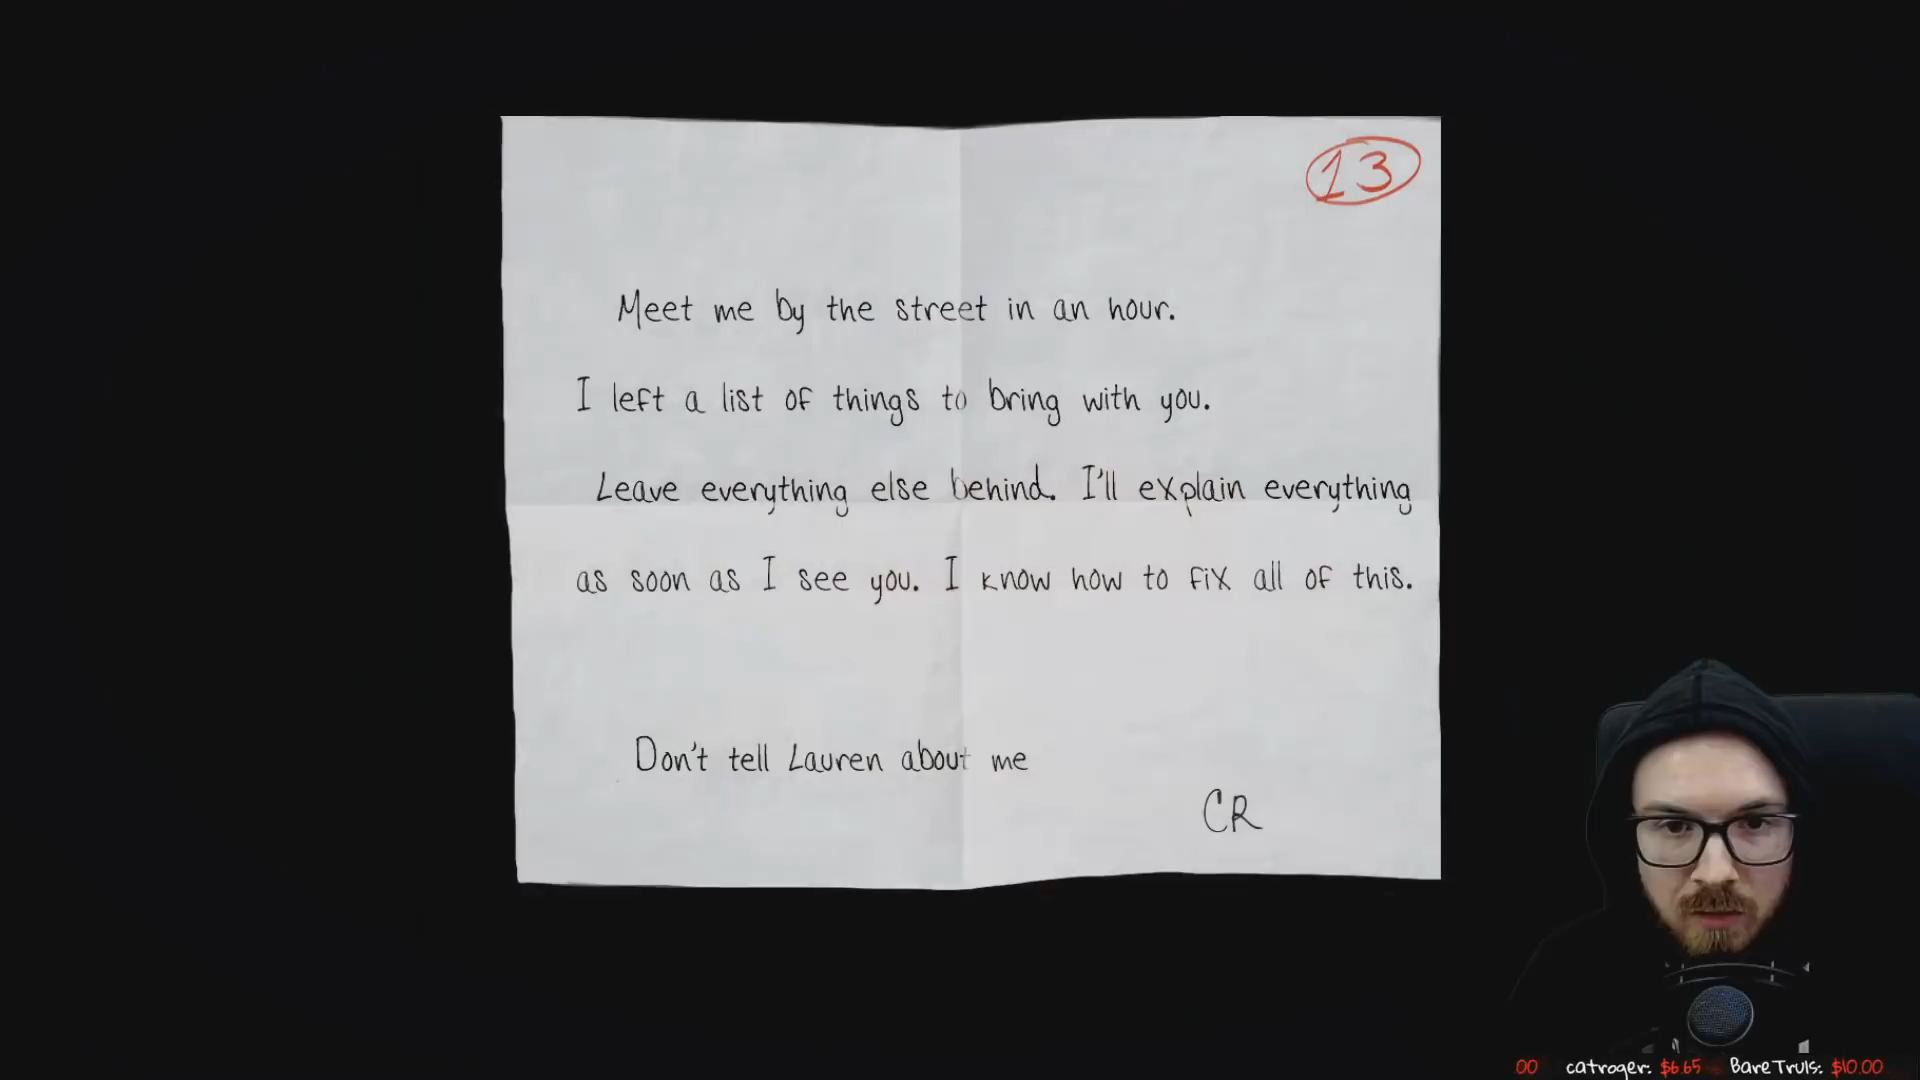 13
Meet me by the street in an hour.
I left a list of things to bring with you.
Leave everything else behind. I'll explain everything
as soon as I see you. I know how to fix all of this.
Don't tell Lauren about me
CR
00 catroger: $6.65 BareTruls: $10.00